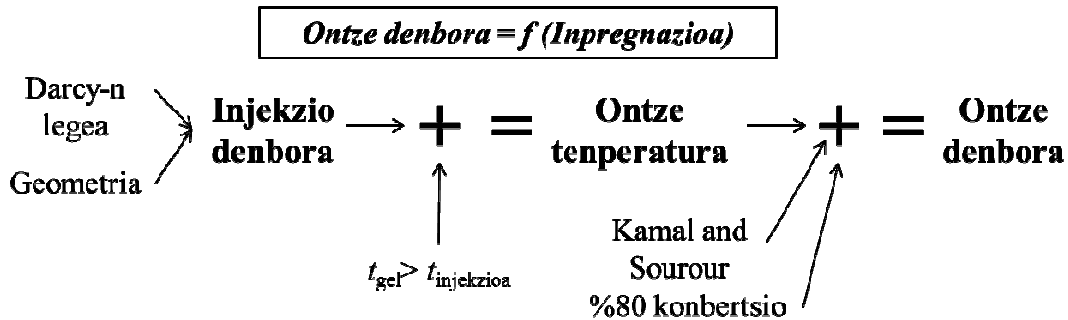 Ontze denbora = f (Inpregnazioa)
Darcy-n
legea
Geometria
Injekzio
denbora
+ =
Ontze
tenperatura
+ =
Ontze
denbora
tgel> tinjekzioa
Kamal and
Sourour
%80 konbertsio